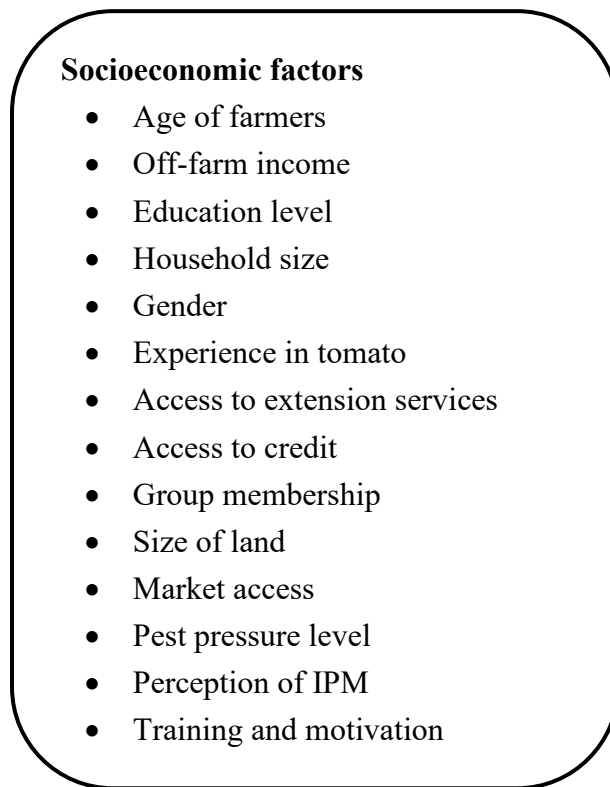 Socioeconomic factors
• Age of farmers
• Off-farm income
• Education level
• Household size
• Gender
• Experience in tomato
• Access to extension services
• Access to credit
• Group membership
• Size of land
• Market access
• Pest pressure level
• Perception of IPM
• Training and motivation